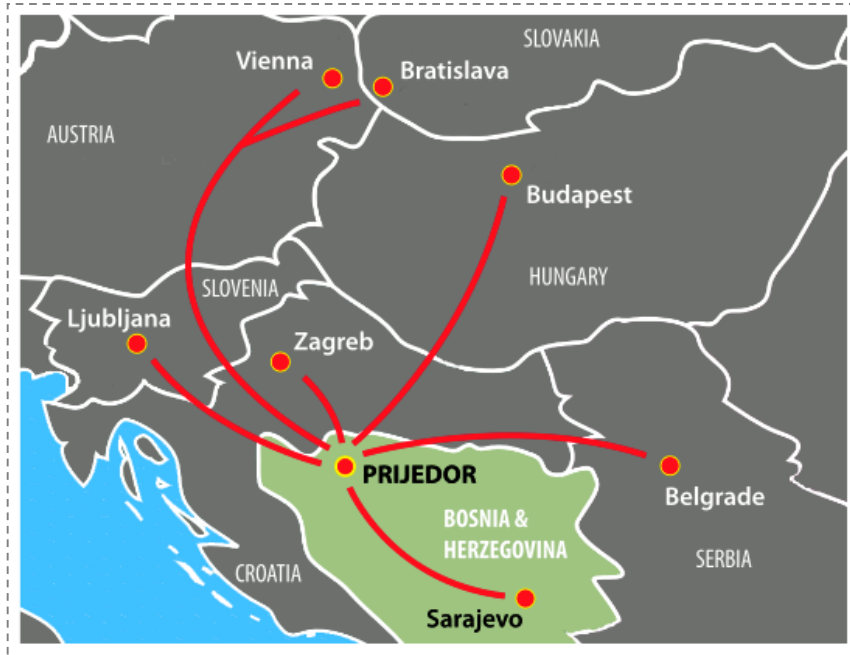 SLOVAKIA
Vienna
Bratislava
AUSTRIA
Budapest
HUNGARY
SLOVENIA
Ljubljana
Zagreb
PRIJEDOR
Belgrade
BOSNIA &
HERZEGOVINA
SERBIA
CROATIA
Sarajevo